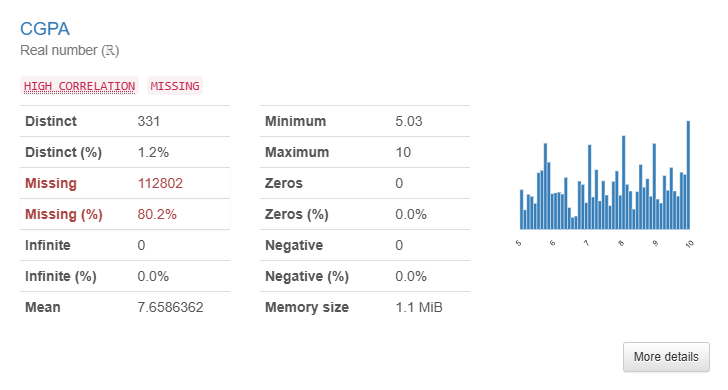 CGPA
Real number (ℝ)
HIGH CORRELATION MISSING
Distinct 331
Distinct (%) 1.2%
Missing 112802
Missing (%) 80.2%
Infinite 0
Infinite (%) 0.0%
Mean 7.6586362
Minimum 5.03
Maximum 10
Zeros 0
Zeros (%) 0.0%
Negative 0
Negative (%) 0.0%
Memory size 1.1 MiB
5 6 7 8 9 10
More details